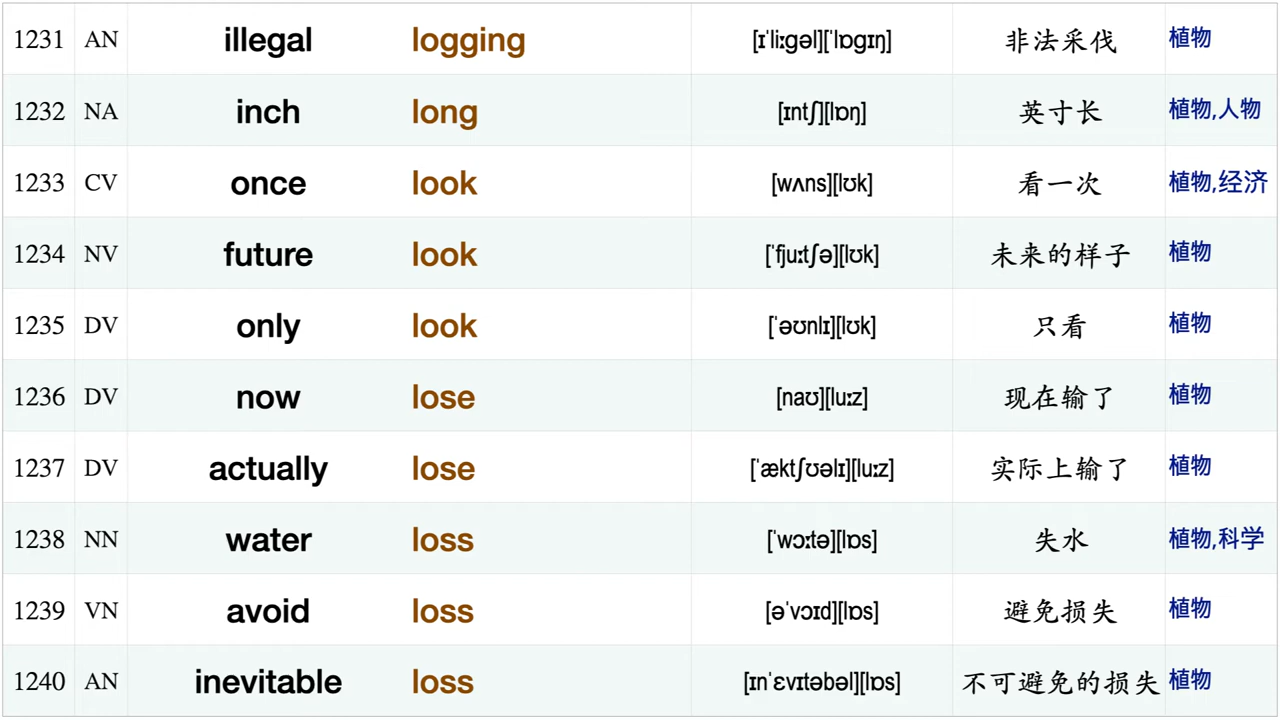 1231 AN illegal logging [ɪˈliːgəl][ˈlɒgɪŋ] 非法采伐 植物
1232 NA inch long [ɪntʃ][lɒŋ] 英寸长 植物,人物
1233 CV once look [wʌns][lʊk] 看一次 植物,经济
1234 NV future look [ˈfjuːtʃə][lʊk] 未来的样子 植物
1235 DV only look [ˈəʊnlɪ][lʊk] 只看 植物
1236 DV now lose [naʊ][luːz] 现在输了 植物
1237 DV actually lose [ˈæktʃʊəlɪ][luːz] 实际上输了 植物
1238 NN water loss [ˈwɔːtə][lɒs] 失水 植物,科学
1239 VN avoid loss [əˈvɔɪd][lɒs] 避免损失 植物
1240 AN inevitable loss [ɪnˈɛvɪtəbəl][lɒs] 不可避免的损失 植物